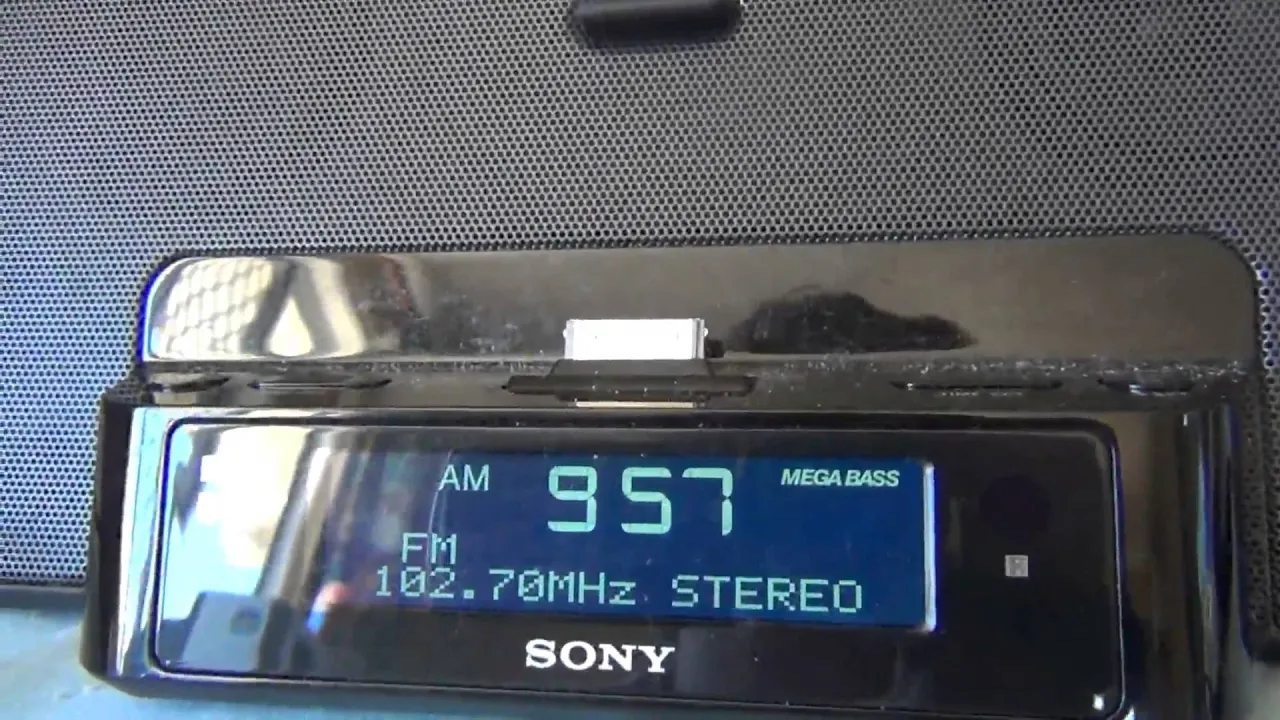 AM 957 MEGA BASS
FM
102.70MHz STEREO
SONY